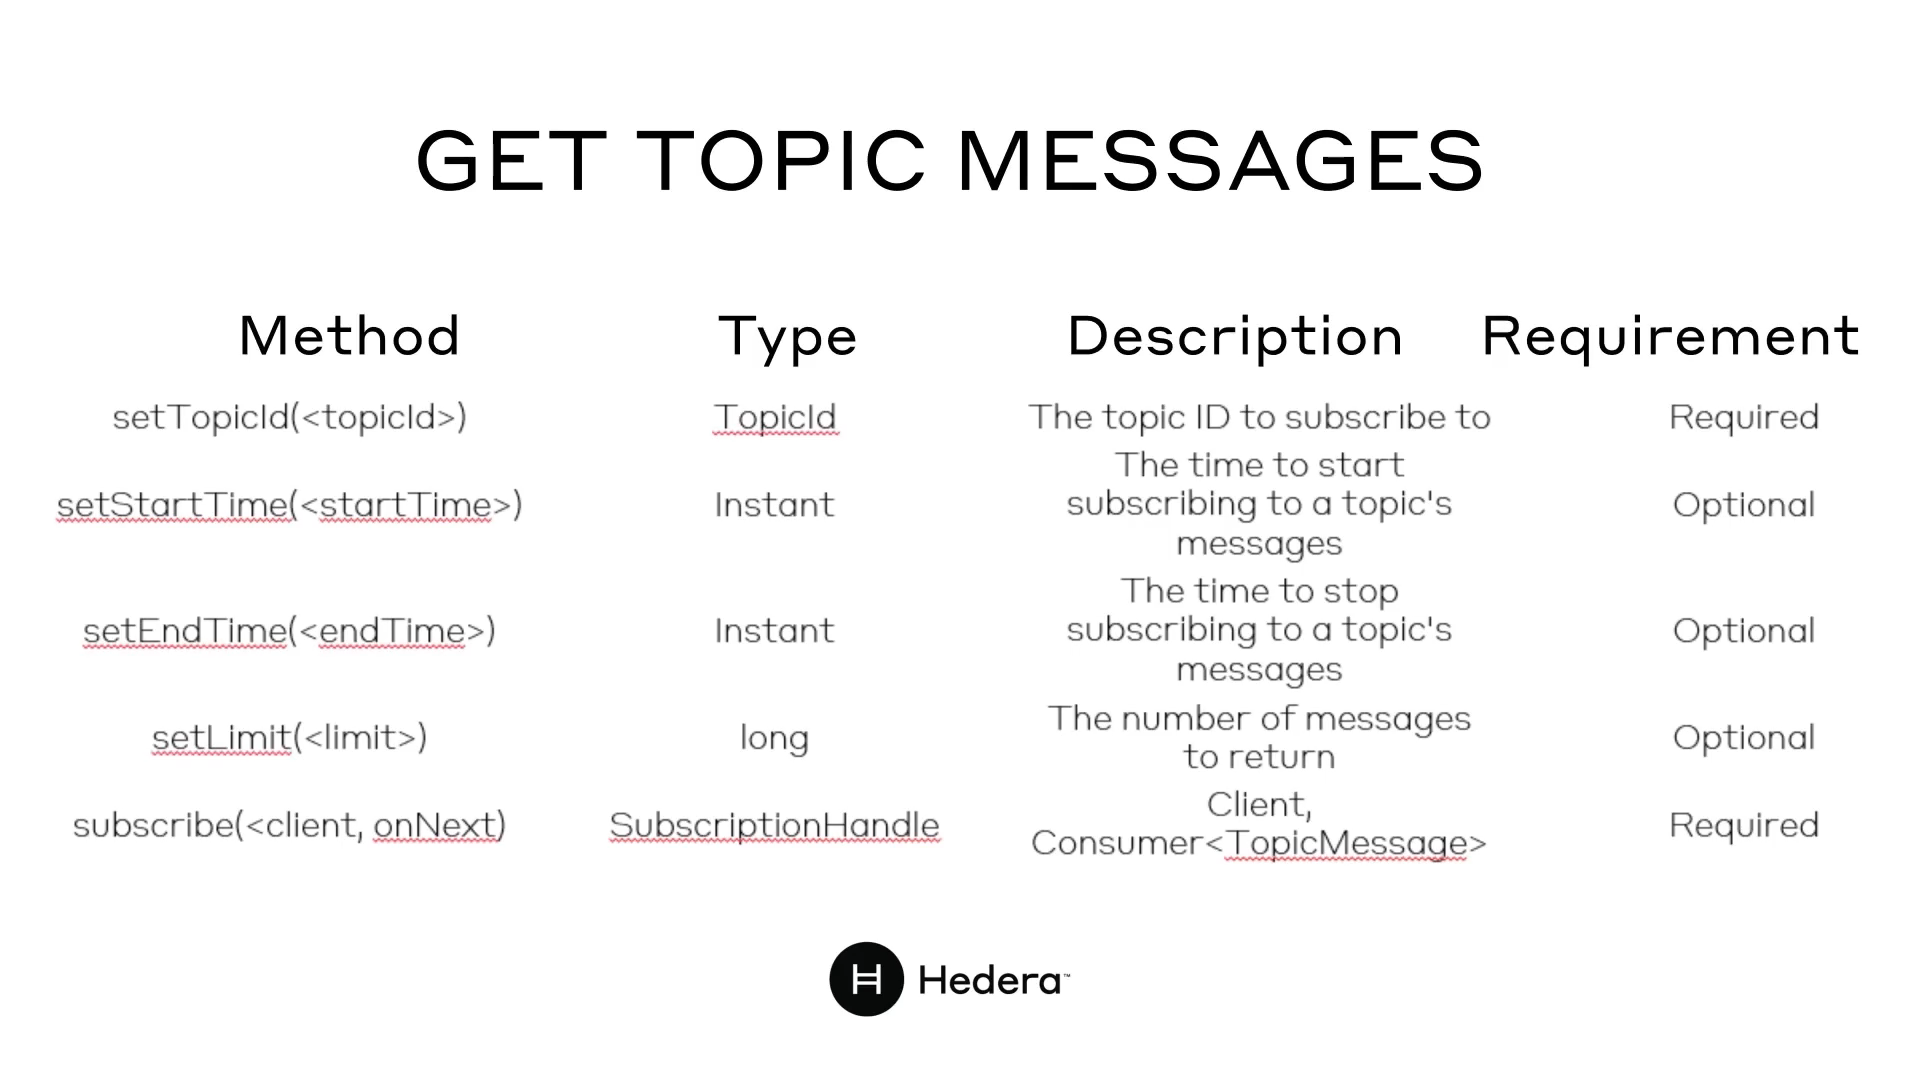 GET TOPIC MESSAGES
Method Type Description Requirement
setTopicId(<topicId>) TopicId The topic ID to subscribe to Required
The time to start
setStartTime(<startTime>) Instant subscribing to a topic's Optional
messages
The time to stop
setEndTime(<endTime>) Instant subscribing to a topic's Optional
messages
setLimit(<limit>) long The number of messages Optional
to return
subscribe(<client, onNext) SubscriptionHandle Client, Required
Consumer<TopicMessage>
H Hedera™